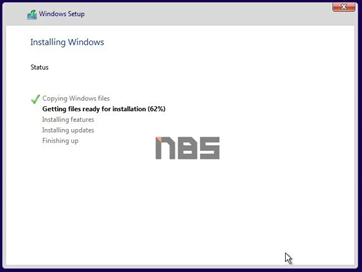 Windows Setup
Installing Windows
Status
Copying Windows files
Getting files ready for installation (62%)
Installing features
Installing updates
Finishing up
NBS